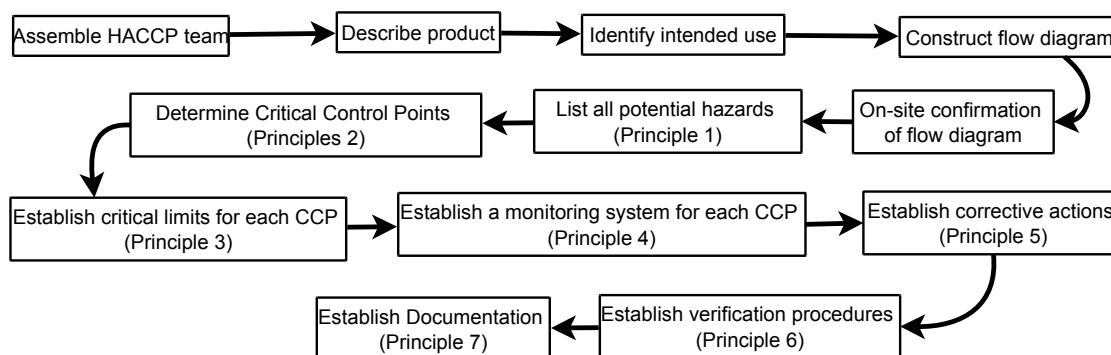 Assemble HACCP team
Describe product
Identify intended use
Construct flow diagram
On-site confirmation
of flow diagram
List all potential hazards
(Principle 1)
Determine Critical Control Points
(Principles 2)
Establish critical limits for each CCP
(Principle 3)
Establish a monitoring system for each CCP
(Principle 4)
Establish corrective actions
(Principle 5)
Establish verification procedures
(Principle 6)
Establish Documentation
(Principle 7)